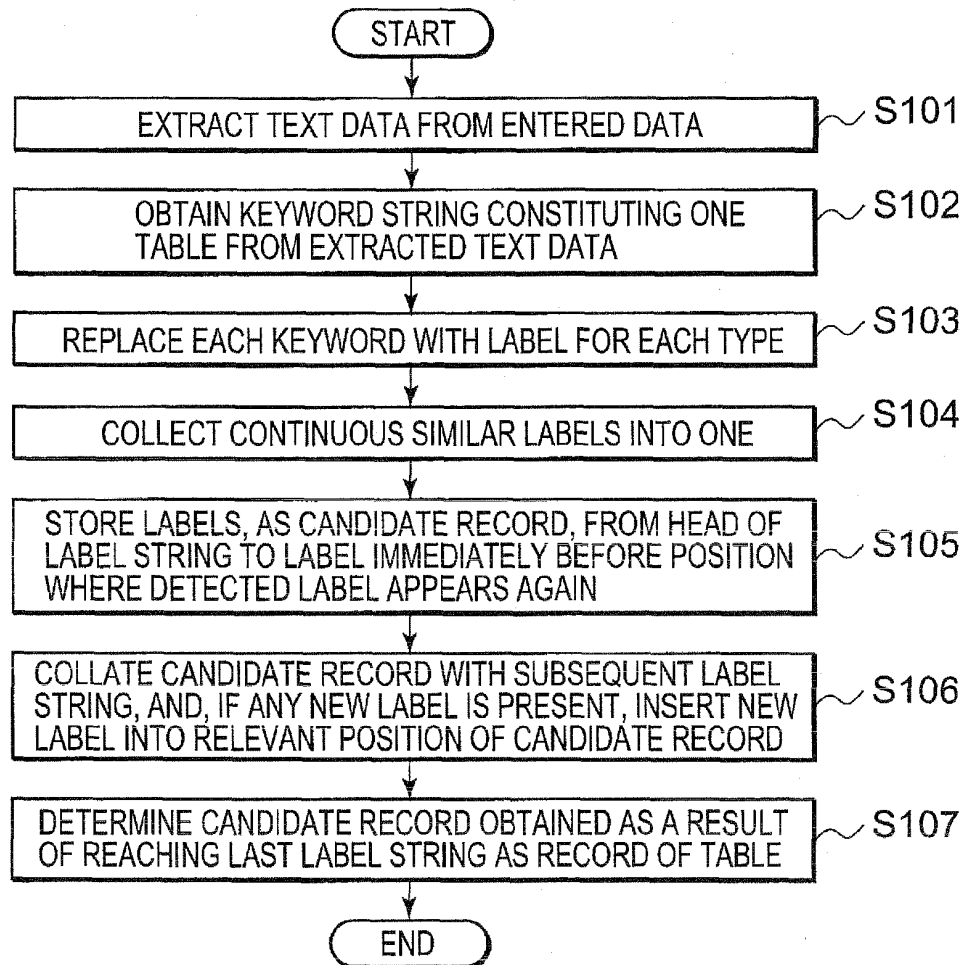 START
EXTRACT TEXT DATA FROM ENTERED DATA
S101
OBTAIN KEYWORD STRING CONSTITUTING ONE
TABLE FROM EXTRACTED TEXT DATA
S102
REPLACE EACH KEYWORD WITH LABEL FOR EACH TYPE
S103
COLLECT CONTINUOUS SIMILAR LABELS INTO ONE
S104
STORE LABELS, AS CANDIDATE RECORD, FROM HEAD OF
LABEL STRING TO LABEL IMMEDIATELY BEFORE POSITION
WHERE DETECTED LABEL APPEARS AGAIN
S105
COLLATE CANDIDATE RECORD WITH SUBSEQUENT LABEL
STRING, AND, IF ANY NEW LABEL IS PRESENT, INSERT NEW
LABEL INTO RELEVANT POSITION OF CANDIDATE RECORD
S106
DETERMINE CANDIDATE RECORD OBTAINED AS A RESULT
OF REACHING LAST LABEL STRING AS RECORD OF TABLE
S107
END